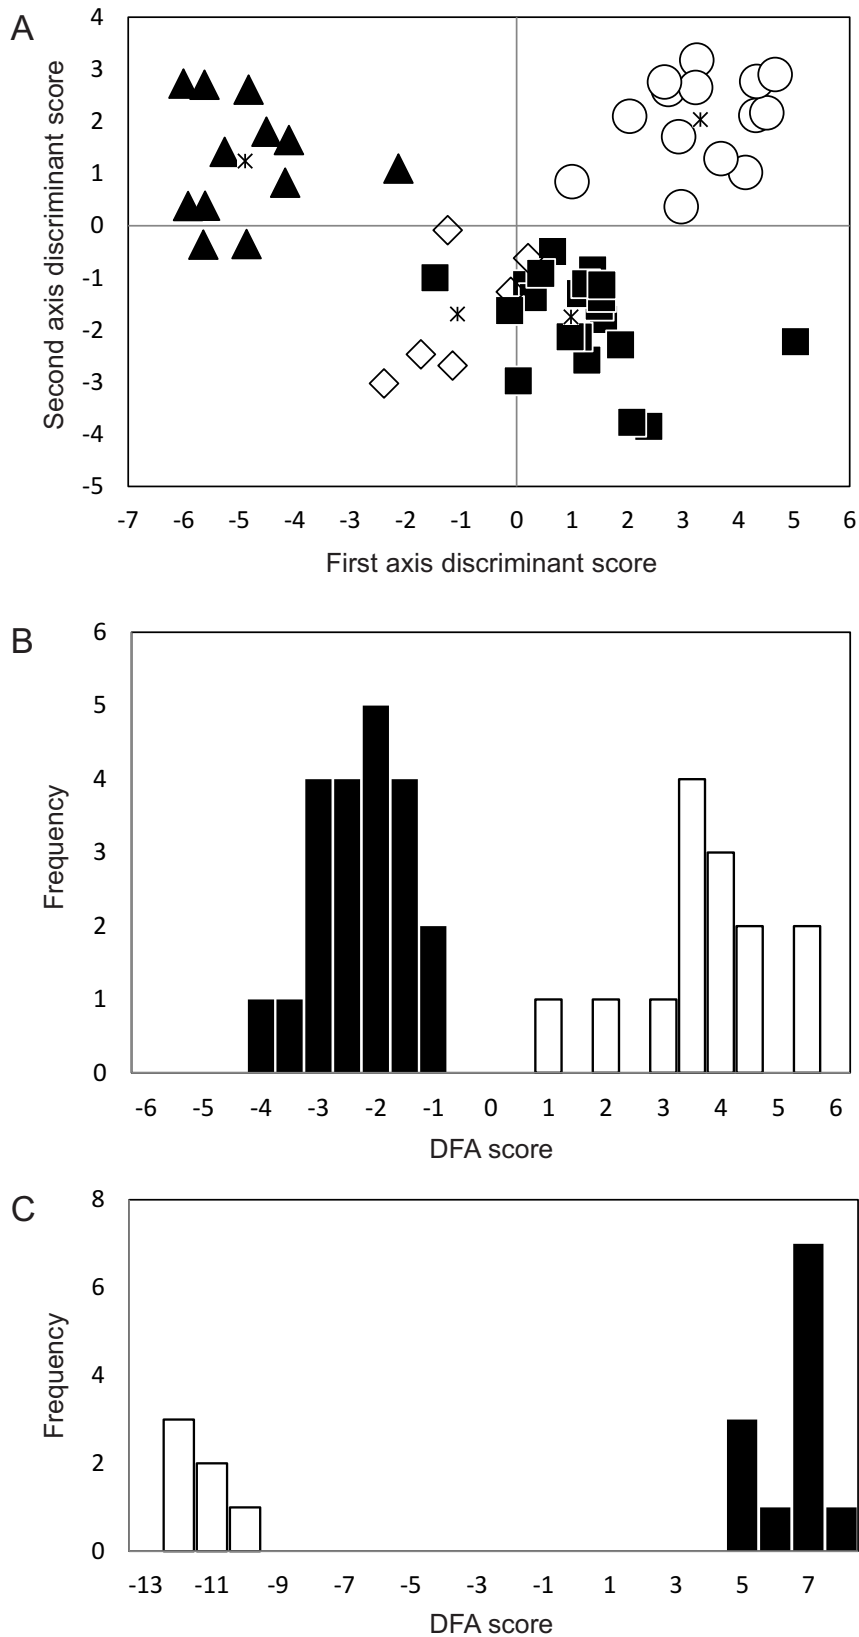 A
4
3
2
1
0
-1
-2
-3
-4
-5
Second axis discriminant score
-7 -6 -5 -4 -3 -2 -1 0 1 2 3 4 5 6
First axis discriminant score
B
6
5
4
3
2
1
0
Frequency
-6 -5 -4 -3 -2 -1 0 1 2 3 4 5 6
DFA score
C
8
6
4
2
0
Frequency
-13 -11 -9 -7 -5 -3 -1 1 3 5 7
DFA score